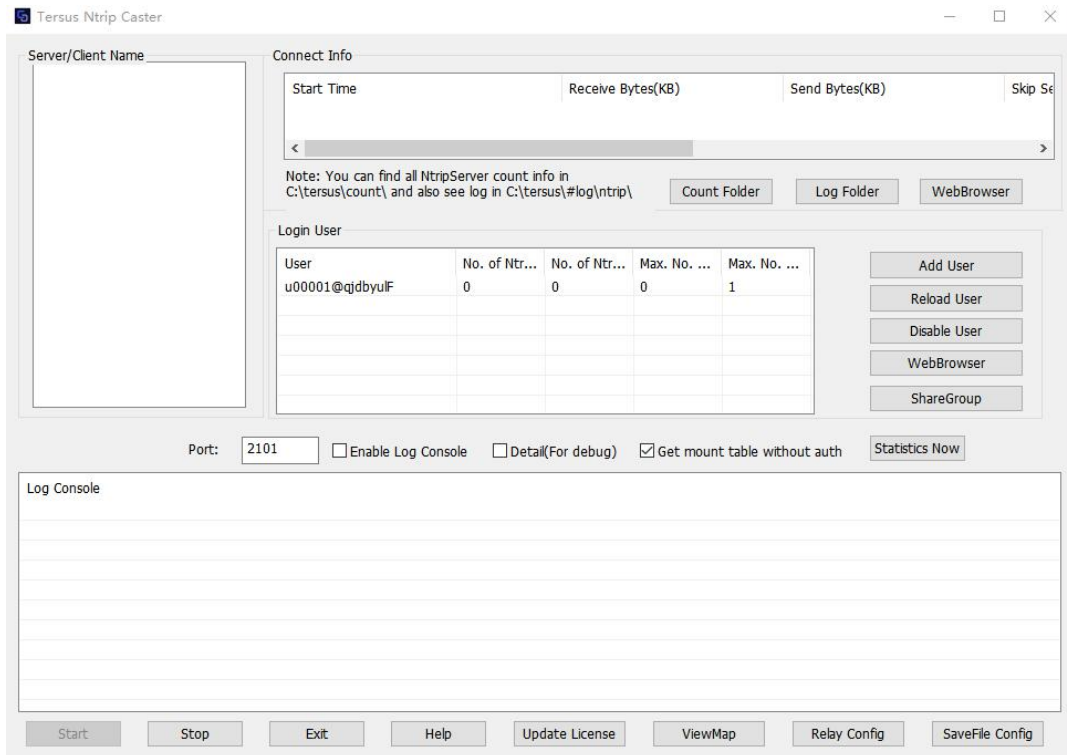 Tersus Ntrip Caster
Server/Client Name
Connect Info
Start Time Receive Bytes(KB) Send Bytes(KB) Skip Se
Note: You can find all NtripServer count info in
C:\tersus\count\ and also see log in C:\tersus\#log\ntrip\
Count Folder Log Folder WebBrowser
Login User
User No. of Ntr... No. of Ntr... Max. No. ... Max. No. ...
u00001@qjdbyulF 0 0 0 1
Add User
Reload User
Disable User
WebBrowser
ShareGroup
Port: 2101 Enable Log Console Detail(For debug) Get mount table without auth Statistics Now
Log Console
Start Stop Exit Help Update License ViewMap Relay Config SaveFile Config